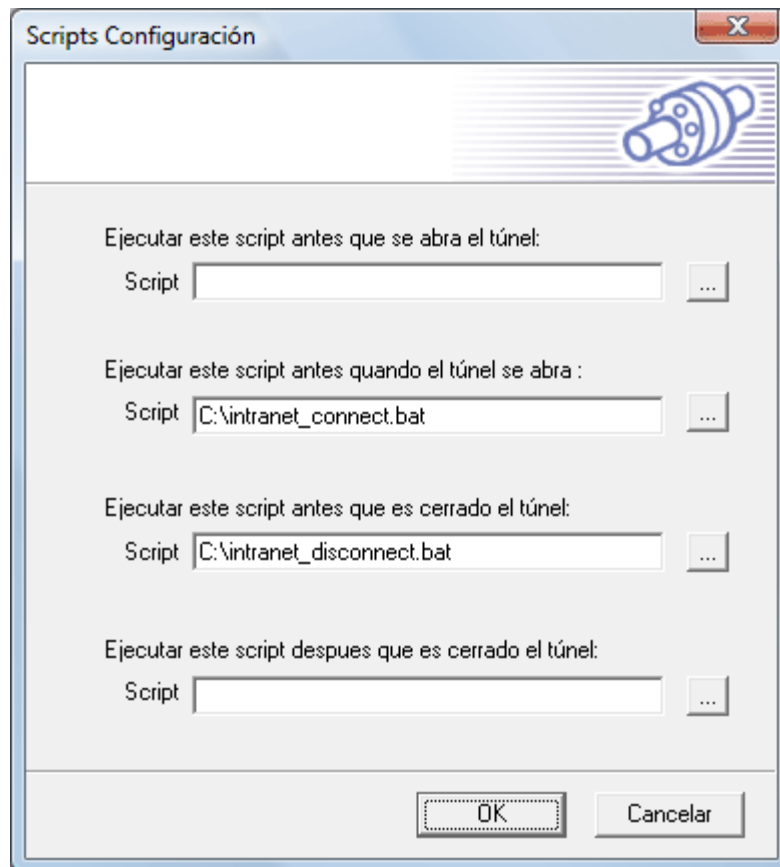 Scripts Configuración
Ejecutar este script antes que se abra el túnel:
Script
...
Ejecutar este script antes quando el túnel se abra :
Script C:\intranet_connect.bat
...
Ejecutar este script antes que es cerrado el túnel:
Script C:\intranet_disconnect.bat
...
Ejecutar este script despues que es cerrado el túnel:
Script
...
OK Cancelar